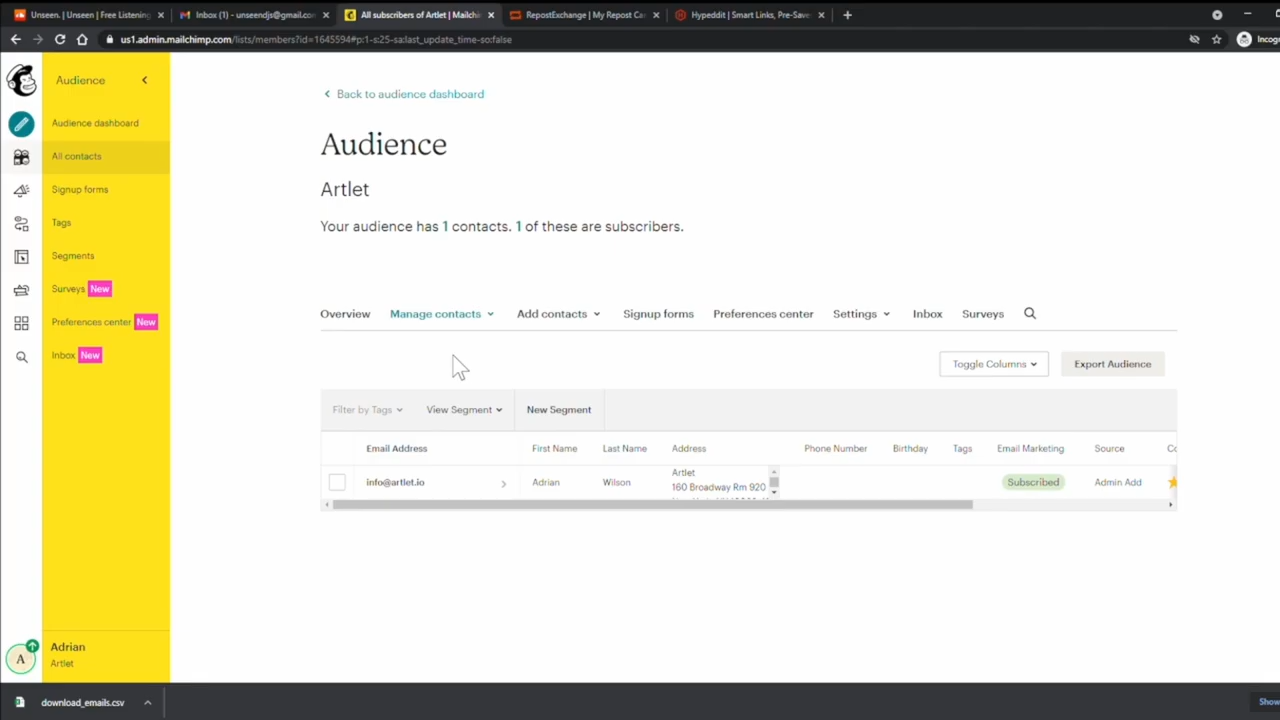 Unseen. | Unseen | Free Listening
Inbox (1) - unseendjs@gmail.co
All subscribers of Artlet | Mailch
RepostExchange | My Repost Ca
Hypeddit | Smart Links, Pre-Save
us1.admin.mailchimp.com/lists/members?id=1645594#p:1-s:25-sa:last_update_time-so:false
Incog
Audience
Audience dashboard
All contacts
Signup forms
Tags
Segments
Surveys New
Preferences center New
Inbox New
Adrian
Artlet
A
Back to audience dashboard
Audience
Artlet
Your audience has 1 contacts. 1 of these are subscribers.
Overview Manage contacts Add contacts Signup forms Preferences center Settings Inbox Surveys
Toggle Columns Export Audience
Filter by Tags View Segment New Segment
Email Address First Name Last Name Address Phone Number Birthday Tags Email Marketing Source Co
info@artlet.io Adrian Wilson Artlet Subscribed Admin Add
160 Broadway Rm 920
download_emails.csv
Show